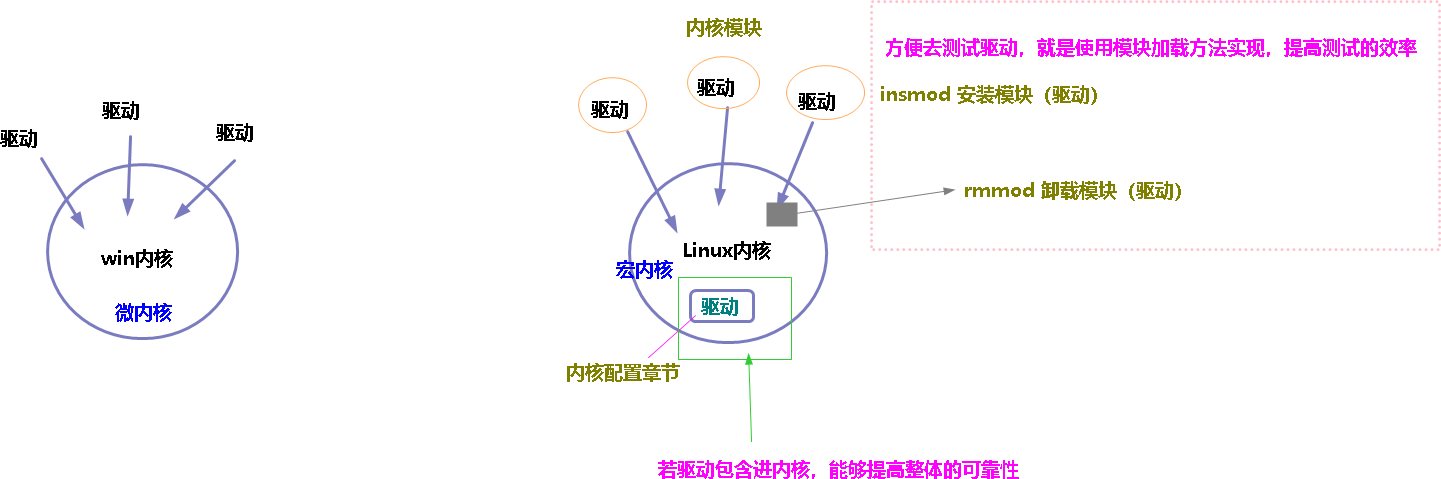 驱动
驱动
驱动
win内核
微内核
内核模块
驱动
驱动
驱动
Linux内核
宏内核
驱动
内核配置章节
若驱动包含进内核，能够提高整体的可靠性
方便去测试驱动，就是使用模块加载方法实现，提高测试的效率
insmod 安装模块（驱动）
rmmod 卸载模块（驱动）